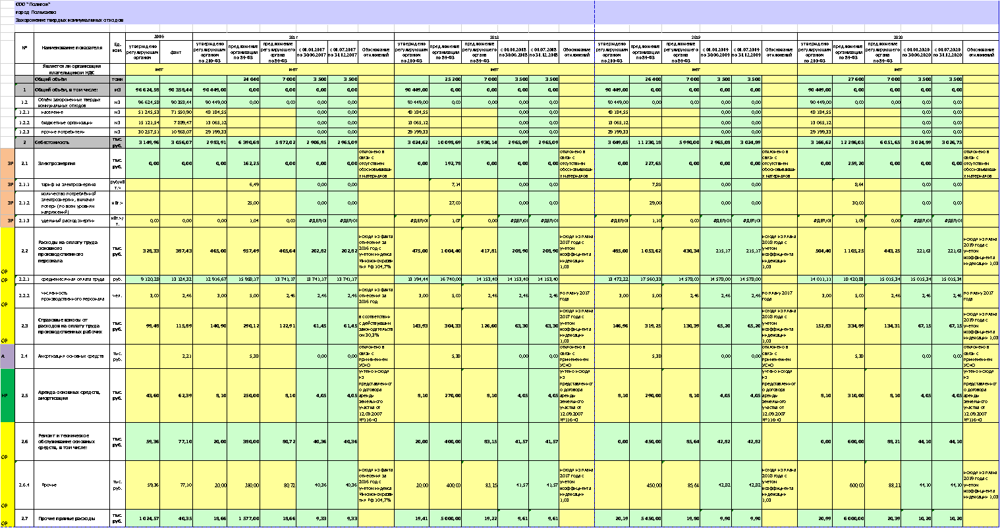 ООО "Полигон"
город Полысаево
Захоронение твердых коммунальных отходов
2016 2017 2018 2019 2020
№ Наименование показателя Ед. изм. утверждено регулирующим органом факт утверждено регулирующим органом по 210-ФЗ предложение организации по 89-ФЗ предложение регулирующего органа по 89-ФЗ с 01.01.2017 по 30.06.2017 с 01.07.2017 по 31.12.2017 Обоснование отклонений утверждено регулирующим органом по 210-ФЗ предложение организации по 89-ФЗ предложение регулирующего органа по 89-ФЗ с 01.01.2018 по 30.06.2018 с 01.07.2018 по 31.12.2018 Обоснование отклонений утверждено регулирующим органом по 210-ФЗ предложение организации по 89-ФЗ предложение регулирующего органа по 89-ФЗ с 01.01.2019 по 30.06.2019 с 01.07.2019 по 31.12.2019 Обоснование отклонений утверждено регулирующим органом по 210-ФЗ предложение организации по 89-ФЗ предложение регулирующего органа по 89-ФЗ с 01.01.2020 по 30.06.2020 с 01.07.2020 по 31.12.2020 Обоснование отклонений
Является ли организация плательщиком НДС нет нет нет нет нет
Общий объём тонн 24 040 7 000 3 500 3 500 25 200 7 000 3 500 3 500 26 400 7 000 3 500 3 500 27 600 7 000 3 500 3 500
1 Общий объём, в том числе: м3 96 624,58 90 358,44 90 449,00 0,00 0,00 0,00 0,00 90 449,00 0,00 0,00 0,00 0,00 90 449,00 0,00 0,00 0,00 0,00 90 449,00 0,00 0,00 0,00 0,00
1.2 Объём захороненных твердых коммунальных отходов м3 96 624,58 90 358,44 90 449,00 0,00 0,00 0,00 0,00 90 449,00 0,00 0,00 0,00 0,00 90 449,00 0,00 0,00 0,00 0,00 90 449,00 0,00 0,00 0,00 0,00
1.2.1 население м3 51 245,53 71 550,90 48 184,55 0,00 0,00 48 184,55 0,00 0,00 48 184,55 0,00 0,00 48 184,55 0,00 0,00
1.2.2 бюджетные организации м3 15 121,54 7 839,47 13 065,12 0,00 0,00 13 065,12 0,00 0,00 13 065,12 0,00 0,00 13 065,12 0,00 0,00
1.2.3 прочие потребители м3 30 257,51 10 968,07 29 199,33 0,00 0,00 29 199,33 0,00 0,00 29 199,33 0,00 0,00 29 199,33 0,00 0,00
2 Себестоимость тыс. руб. 3 149,96 3 056,07 2 983,91 6 390,68 5 872,02 2 906,95 2 965,09 3 024,62 10 098,69 5 930,14 2 965,09 2 965,09 3 049,05 11 230,18 5 990,00 2 965,08 3 024,89 3 166,62 12 286,05 6 051,65 3 024,89 3 026,75
ЭР 2.1 Электроэнергия тыс. руб. 0,00 0,00 0,00 162,25 0,00 0,00 0,00 отклонено в связи с отсутствием обосновывающих материалов 0,00 192,78 0,00 0,00 0,00 отклонено в связи с отсутствием обосновывающих материалов 0,00 227,65 0,00 0,00 0,00 отклонено в связи с отсутствием обосновывающих материалов 0,00 259,20 0,00 0,00 0,00 отклонено в связи с отсутствием обосновывающих материалов
2.1.1 тариф на электроэнергию руб/кВт.ч 6,49 0,00 0,00 7,14 0,00 0,00 7,85 0,00 0,00 8,64 0,00 0,00
ЭР 2.1.2 количество потреблённой электроэнергии, включая потери (по всем уровням напряжений) кВт.ч 25,00 0,00 0,00 27,00 0,00 0,00 29,00 0,00 0,00 30,00 0,00 0,00
ЭР 2.1.3 удельный расход энергии кВт.ч/т. 0,00 0,00 0,00 1,04 0,00 #ДЕЛ/0! #ДЕЛ/0! #ДЕЛ/0! 1,07 0,00 #ДЕЛ/0! #ДЕЛ/0! #ДЕЛ/0! 1,10 0,00 #ДЕЛ/0! #ДЕЛ/0! #ДЕЛ/0! 1,09 0,00 #ДЕЛ/0! #ДЕЛ/0!
ОР 2.2 Расходы на оплату труда основного производственного персонала тыс. руб. 328,33 387,43 465,00 957,49 405,64 202,82 202,82 исходя из факта отнесения за 2016 год с учетом индекса Минэкономразвития РФ 104,7% 475,00 1 004,40 417,81 208,90 208,90 исходя из плана 2017 года с учетом коэффициента индексации 1,03 485,00 1 053,62 430,34 215,17 215,17 исходя из плана 2018 года с учетом коэффициента индексации 1,03 504,40 1 105,25 443,25 221,63 221,63 исходя из плана 2019 года с учетом коэффициента индексации 1,03
ОР 2.2.1 среднемесячная оплата труда руб. 9 120,28 13 124,32 12 916,67 15 958,17 13 741,17 13 741,17 13 741,17 13 194,44 16 740,00 14 153,40 14 153,40 14 153,40 13 472,22 17 560,33 14 578,00 14 578,00 14 578,00 14 011,11 18 420,83 15 015,34 15 015,34 15 015,34
ОР 2.2.2 численность производственного персонала чел. 3,00 2,46 3,00 5,00 2,46 2,46 2,46 исходя из факта отнесения за 2016 год 3,00 5,00 2,46 2,46 2,46 по плану 2017 года 3,00 5,00 2,46 2,46 2,46 по плану 2017 года 3,00 5,00 2,46 2,46 2,46 по плану 2017 года
ОР 2.3 Страховые взносы от расходов на оплату труда производственных рабочих тыс. руб. 99,48 115,89 140,90 290,12 122,91 61,45 61,45 в соответствии с действующим законодательством 30,3% 143,93 304,33 126,60 63,30 63,30 исходя из плана 2017 года с учетом коэффициента индексации 1,03 146,96 319,25 130,39 65,20 65,20 исходя из плана 2018 года с учетом коэффициента индексации 1,03 152,83 334,89 134,31 67,15 67,15 исходя из плана 2019 года с учетом коэффициента индексации 1,03
А 2.4 Амортизация основных средств тыс. руб. 2,21 5,38 0,00 0,00 отклонено в связи с применением УСНО 5,38 0,00 0,00 отклонено в связи с применением УСНО 5,38 0,00 0,00 отклонено в связи с применением УСНО 5,38 0,00 0,00 отклонено в связи с применением УСНО
НР 2.5 Аренда основных средств, амортизация тыс. руб. 43,60 62,39 8,10 250,00 8,10 4,05 4,05 учтено исходя из представленного договора аренды земельного участка от 12.09.2007 №116-Ю 8,10 270,00 8,10 4,05 4,05 учтено исходя из представленного договора аренды земельного участка от 12.09.2007 №116-Ю 8,10 290,00 8,10 4,05 4,05 учтено исходя из представленного договора аренды земельного участка от 12.09.2007 №116-Ю 8,10 310,00 8,10 4,05 4,05 учтено исходя из представленного договора аренды земельного участка от 12.09.2007 №116-Ю
ОР 2.6 Ремонт и техническое обслуживание основных средств, в том числе: тыс. руб. 59,36 77,10 20,00 380,00 80,72 40,36 40,36 20,00 400,00 83,15 41,57 41,57 0,00 450,00 85,64 42,82 42,82 0,00 600,00 88,21 44,10 44,10
ОР 2.6.4 Прочие тыс. руб. 59,36 77,10 20,00 380,00 80,72 40,36 40,36 исходя из факта отнесения за 2016 год с учетом индекса Минэкономразвития РФ 104,7% 20,00 400,00 83,15 41,57 41,57 исходя из плана 2017 года с учетом коэффициента индексации 1,03 450,00 85,64 42,82 42,82 исходя из плана 2018 года с учетом коэффициента индексации 1,03 600,00 88,21 44,10 44,10 исходя из плана 2019 года с учетом коэффициента индексации 1,03
ОР 2.7 Прочие прямые расходы тыс. руб. 1 024,57 40,35 18,66 1 577,00 18,66 9,33 9,33 19,41 5 000,00 19,22 9,61 9,61 20,19 5 450,00 19,80 9,90 9,90 20,99 6 000,00 20,39 10,20 10,20